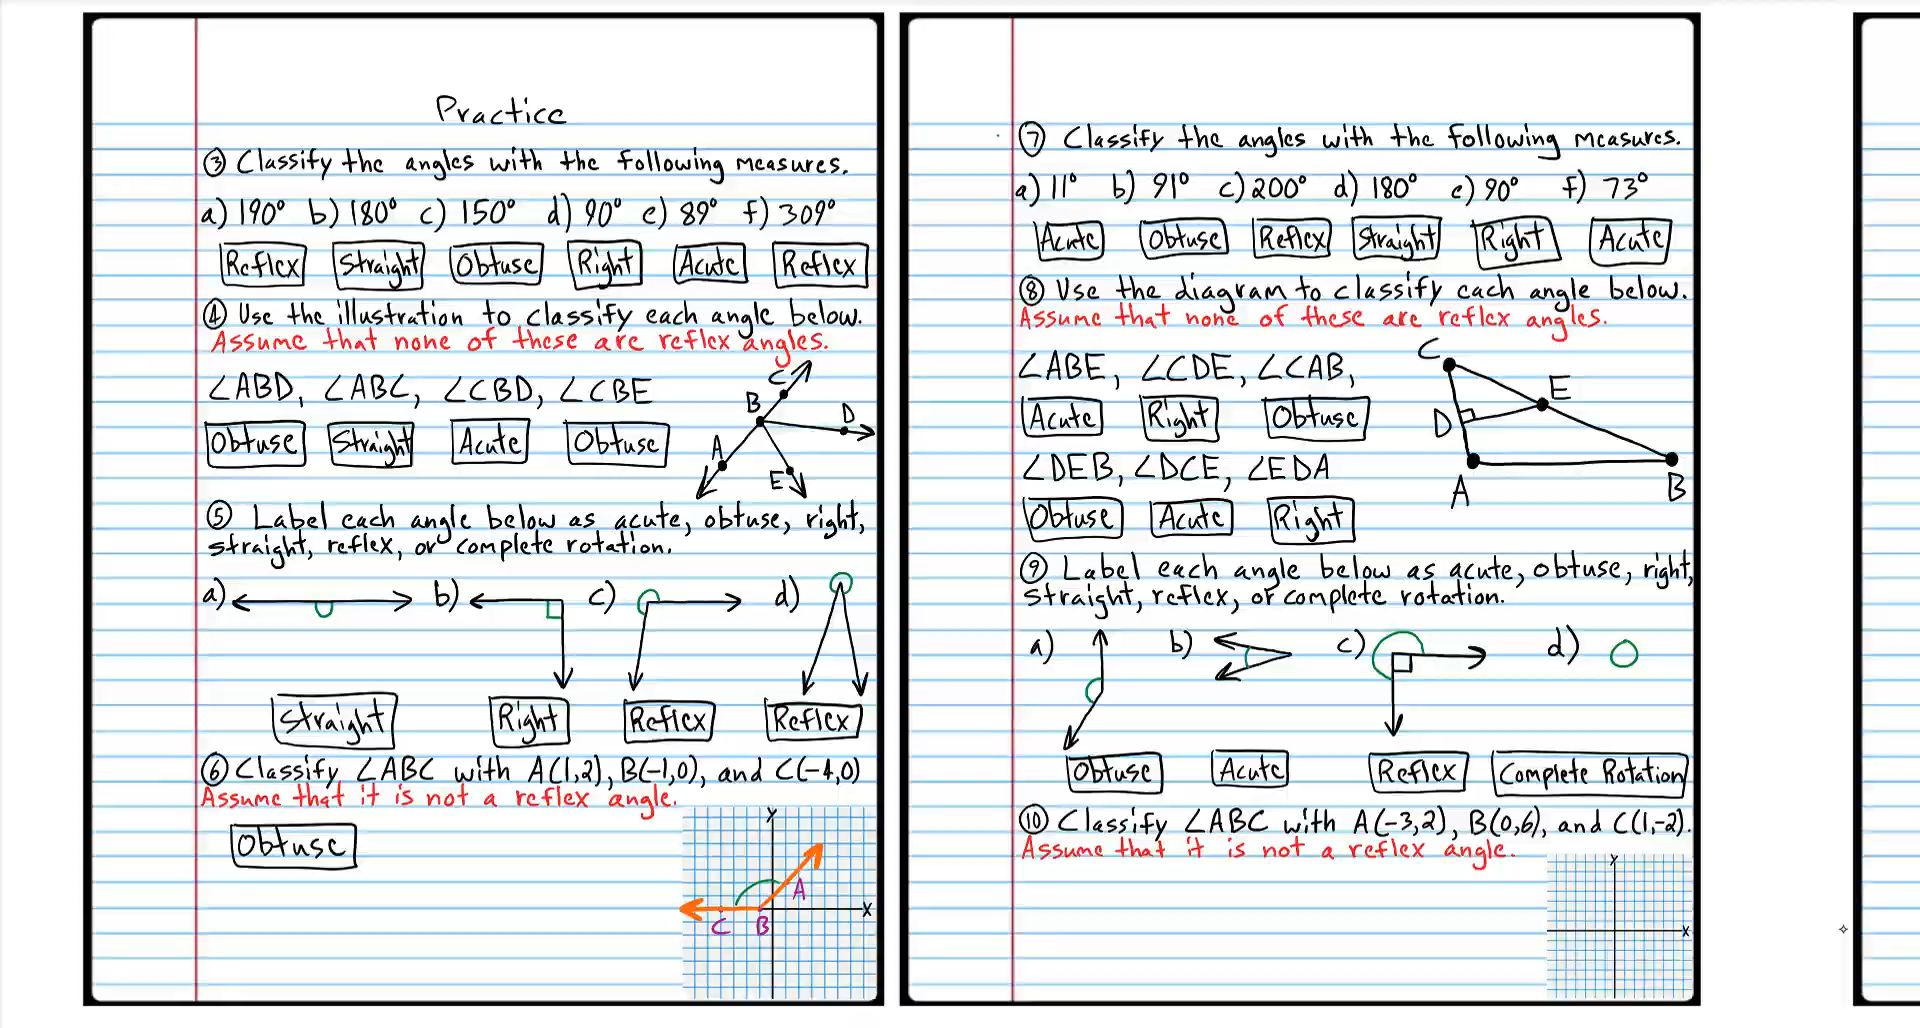 Practice
③ Classify the angles with the following measures.
a) 190° b) 180° c) 150° d) 90° e) 89° f) 309°
Reflex Straight Obtuse Right Acute Reflex
④ Use the illustration to classify each angle below.
Assume that none of these are reflex angles.
∠ABD, ∠ABC, ∠CBD, ∠CBE
Obtuse Straight Acute Obtuse
C
B
D
A
E
⑤ Label each angle below as acute, obtuse, right,
straight, reflex, or complete rotation.
a) b) c) d)
Straight Right Reflex Reflex
⑥ Classify ∠ABC with A(1,2), B(-1,0), and C(-4,0)
Assume that it is not a reflex angle.
Obtuse
Y
A
X
C B
⑦ Classify the angles with the following measures.
a) 11° b) 91° c) 200° d) 180° e) 90° f) 73°
Acute Obtuse Reflex Straight Right Acute
⑧ Use the diagram to classify each angle below.
Assume that none of these are reflex angles.
∠ABE, ∠CDE, ∠CAB,
Acute Right Obtuse
∠DEB, ∠DCE, ∠EDA
Obtuse Acute Right
C
E
D
A
B
⑨ Label each angle below as acute, obtuse, right,
straight, reflex, or complete rotation.
a) b) c) d)
Obtuse Acute Reflex Complete Rotation
⑩ Classify ∠ABC with A(-3,2), B(0,6), and C(1,-2).
Assume that it is not a reflex angle.
Y
X